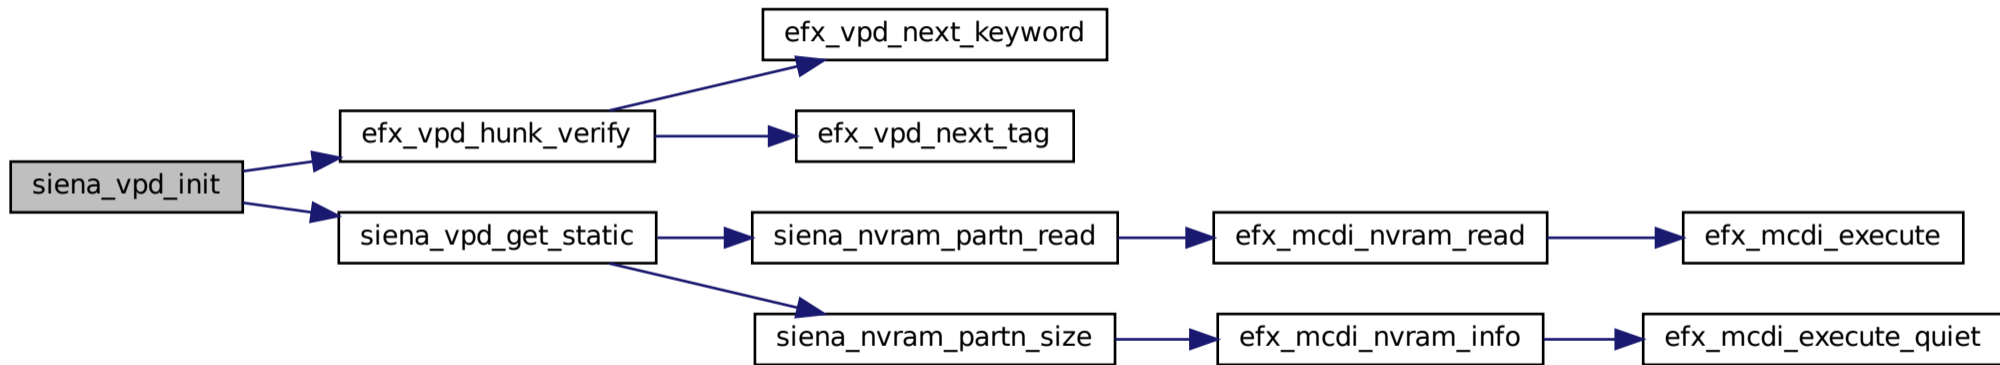 efx_vpd_next_keyword
efx_vpd_hunk_verify
efx_vpd_next_tag
siena_vpd_init
siena_vpd_get_static
siena_nvram_partn_read
efx_mcdi_nvram_read
efx_mcdi_execute
siena_nvram_partn_size
efx_mcdi_nvram_info
efx_mcdi_execute_quiet